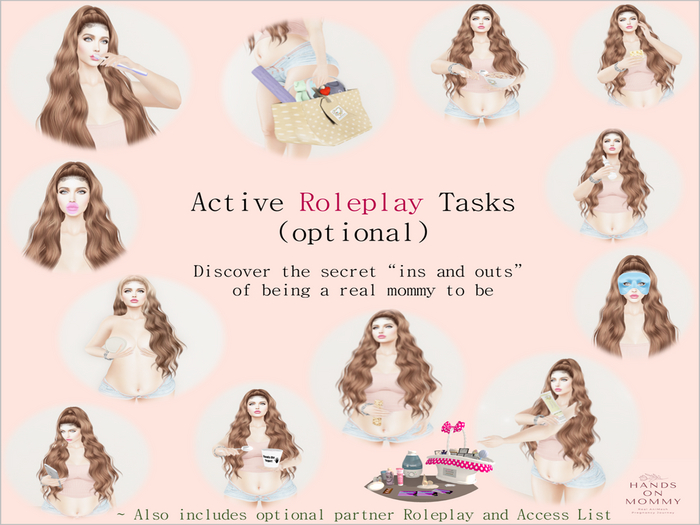 Active Roleplay Tasks
(optional)
Discover the secret “ins and outs”
of being a real mommy to be
HANDS
ON
MOMMY
~ Also includes optional partner Roleplay and Access List